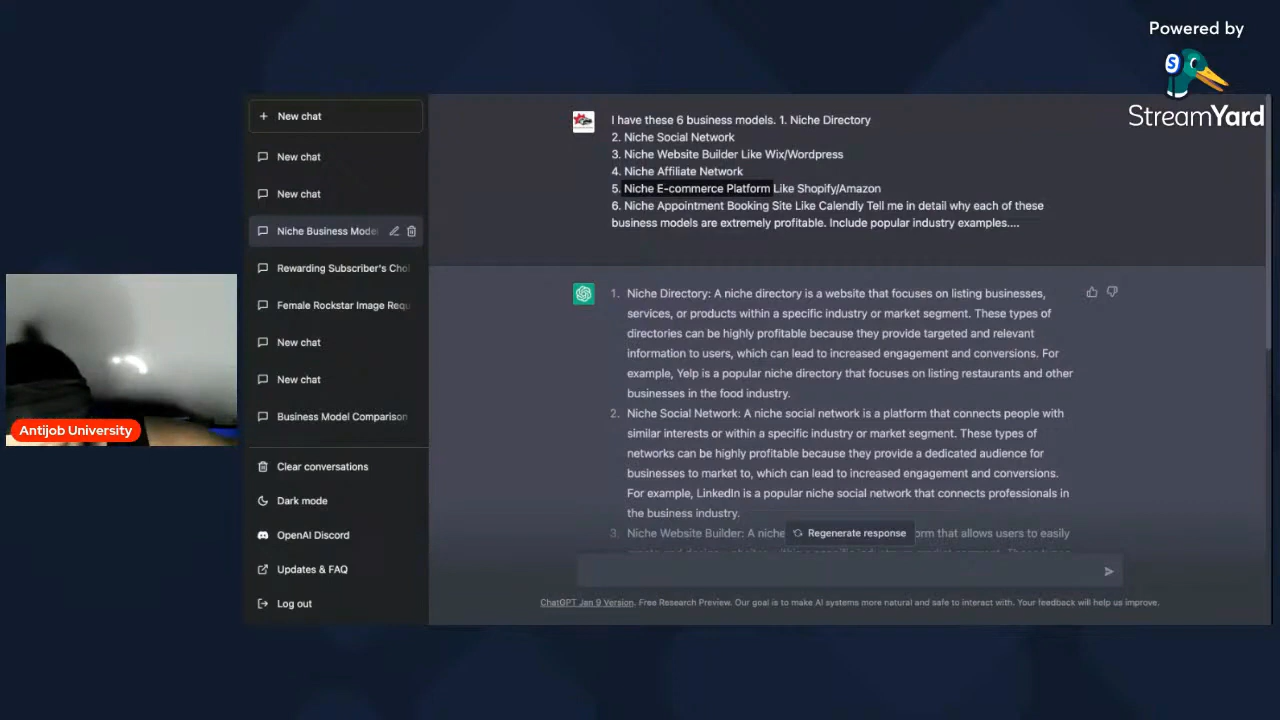 Powered by
S
StreamYard
Antijob University
+ New chat
New chat
New chat
Niche Business Model
Rewarding Subscriber's Choi
Female Rockstar Image Requ
New chat
New chat
Business Model Comparison
Clear conversations
Dark mode
OpenAI Discord
Updates & FAQ
Log out
I have these 6 business models. 1. Niche Directory
2. Niche Social Network
3. Niche Website Builder Like Wix/Wordpress
4. Niche Affiliate Network
5. Niche E-commerce Platform Like Shopify/Amazon
6. Niche Appointment Booking Site Like Calendly Tell me in detail why each of these
business models are extremely profitable. Include popular industry examples....
1. Niche Directory: A niche directory is a website that focuses on listing businesses,
services, or products within a specific industry or market segment. These types of
directories can be highly profitable because they provide targeted and relevant
information to users, which can lead to increased engagement and conversions. For
example, Yelp is a popular niche directory that focuses on listing restaurants and other
businesses in the food industry.
2. Niche Social Network: A niche social network is a platform that connects people with
similar interests or within a specific industry or market segment. These types of
networks can be highly profitable because they provide a dedicated audience for
businesses to market to, which can lead to increased engagement and conversions.
For example, LinkedIn is a popular niche social network that connects professionals in
the business industry.
3. Niche Website Builder: A niche
orm that allows users to easily
Regenerate response
ChatGPT Jan 9 Version. Free Research Preview. Our goal is to make AI systems more natural and safe to interact with. Your feedback will help us improve.